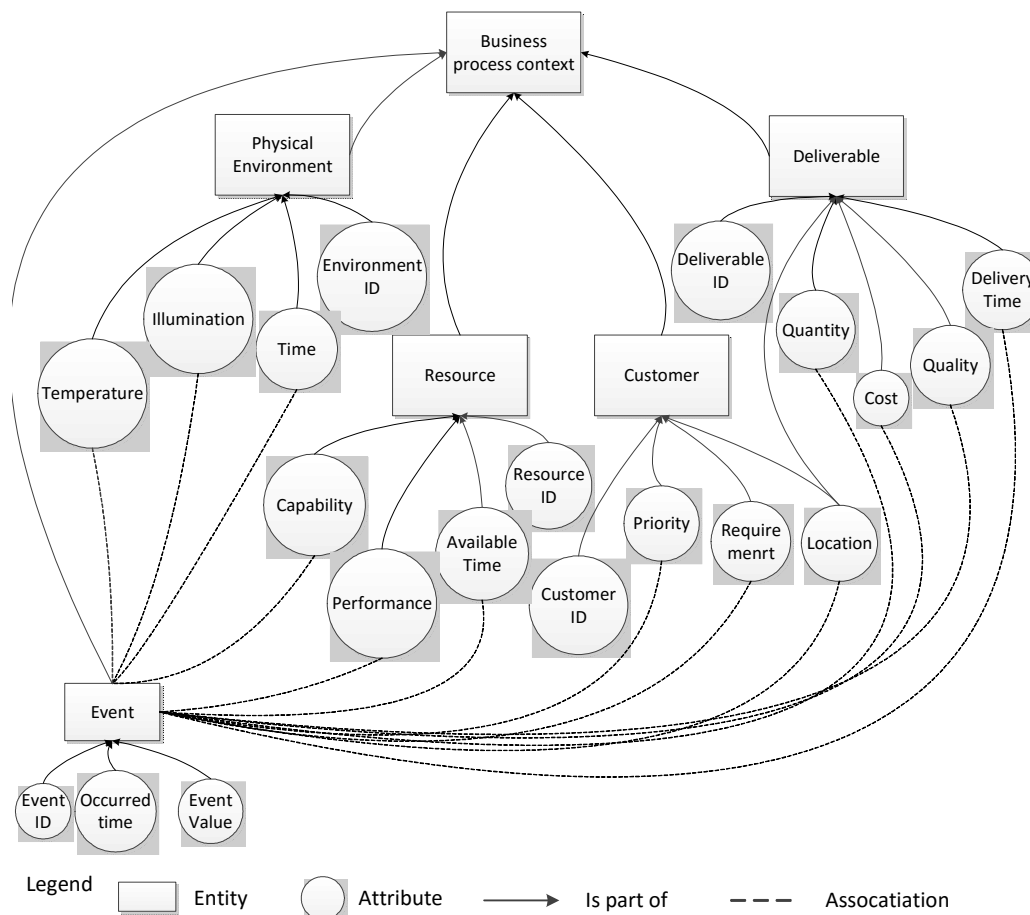 Business
process context
Physical
Environment
Deliverable
Environment
ID
Deliverable
ID
Delivery
Time
Illumination
Quantity
Time
Temperature
Resource
Customer
Cost
Quality
Capability
Resource
ID
Priority
Available
Time
Require
menrt
Location
Performance
Customer
ID
Event
Event
ID
Occurred
time
Event
Value
Legend
Entity
Attribute
Is part of
Assocatiation